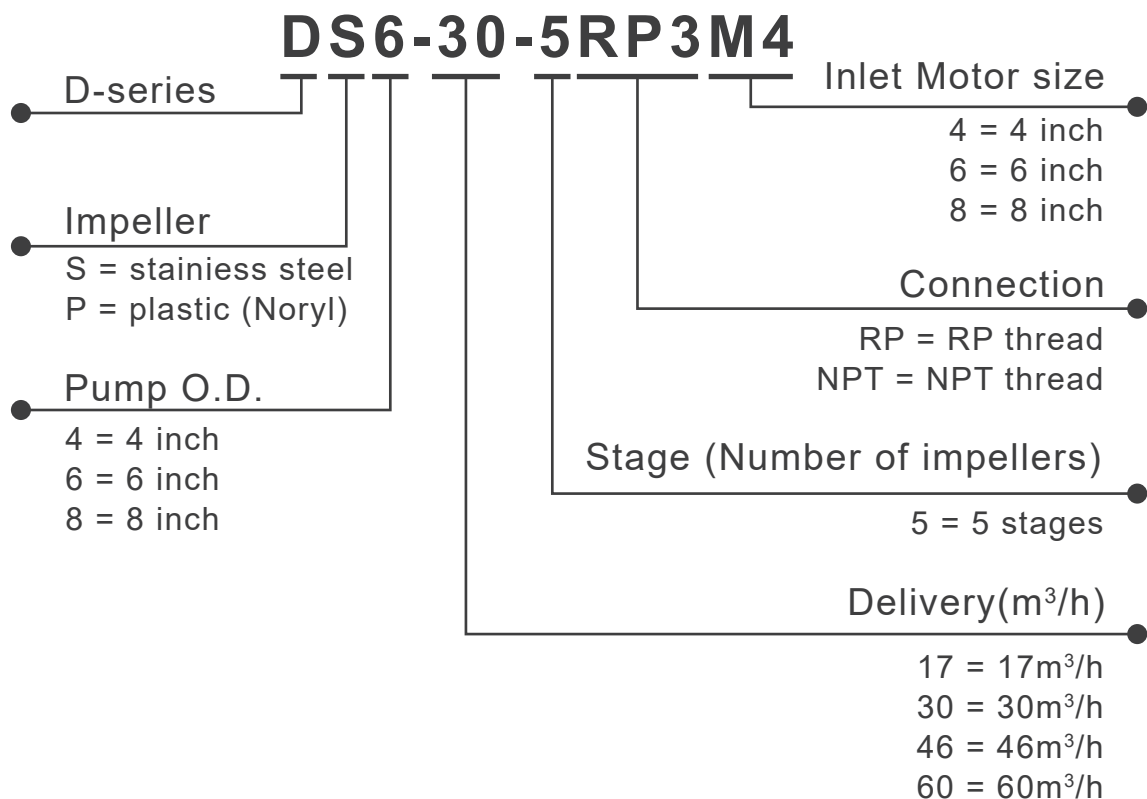 DS6-30-5RP3M4
D-series
Impeller
S = stainiess steel
P = plastic (Noryl)
Pump O.D.
4 = 4 inch
6 = 6 inch
8 = 8 inch
Inlet Motor size
4 = 4 inch
6 = 6 inch
8 = 8 inch
Connection
RP = RP thread
NPT = NPT thread
Stage (Number of impellers)
5 = 5 stages
Delivery(m³/h)
17 = 17m³/h
30 = 30m³/h
46 = 46m³/h
60 = 60m³/h